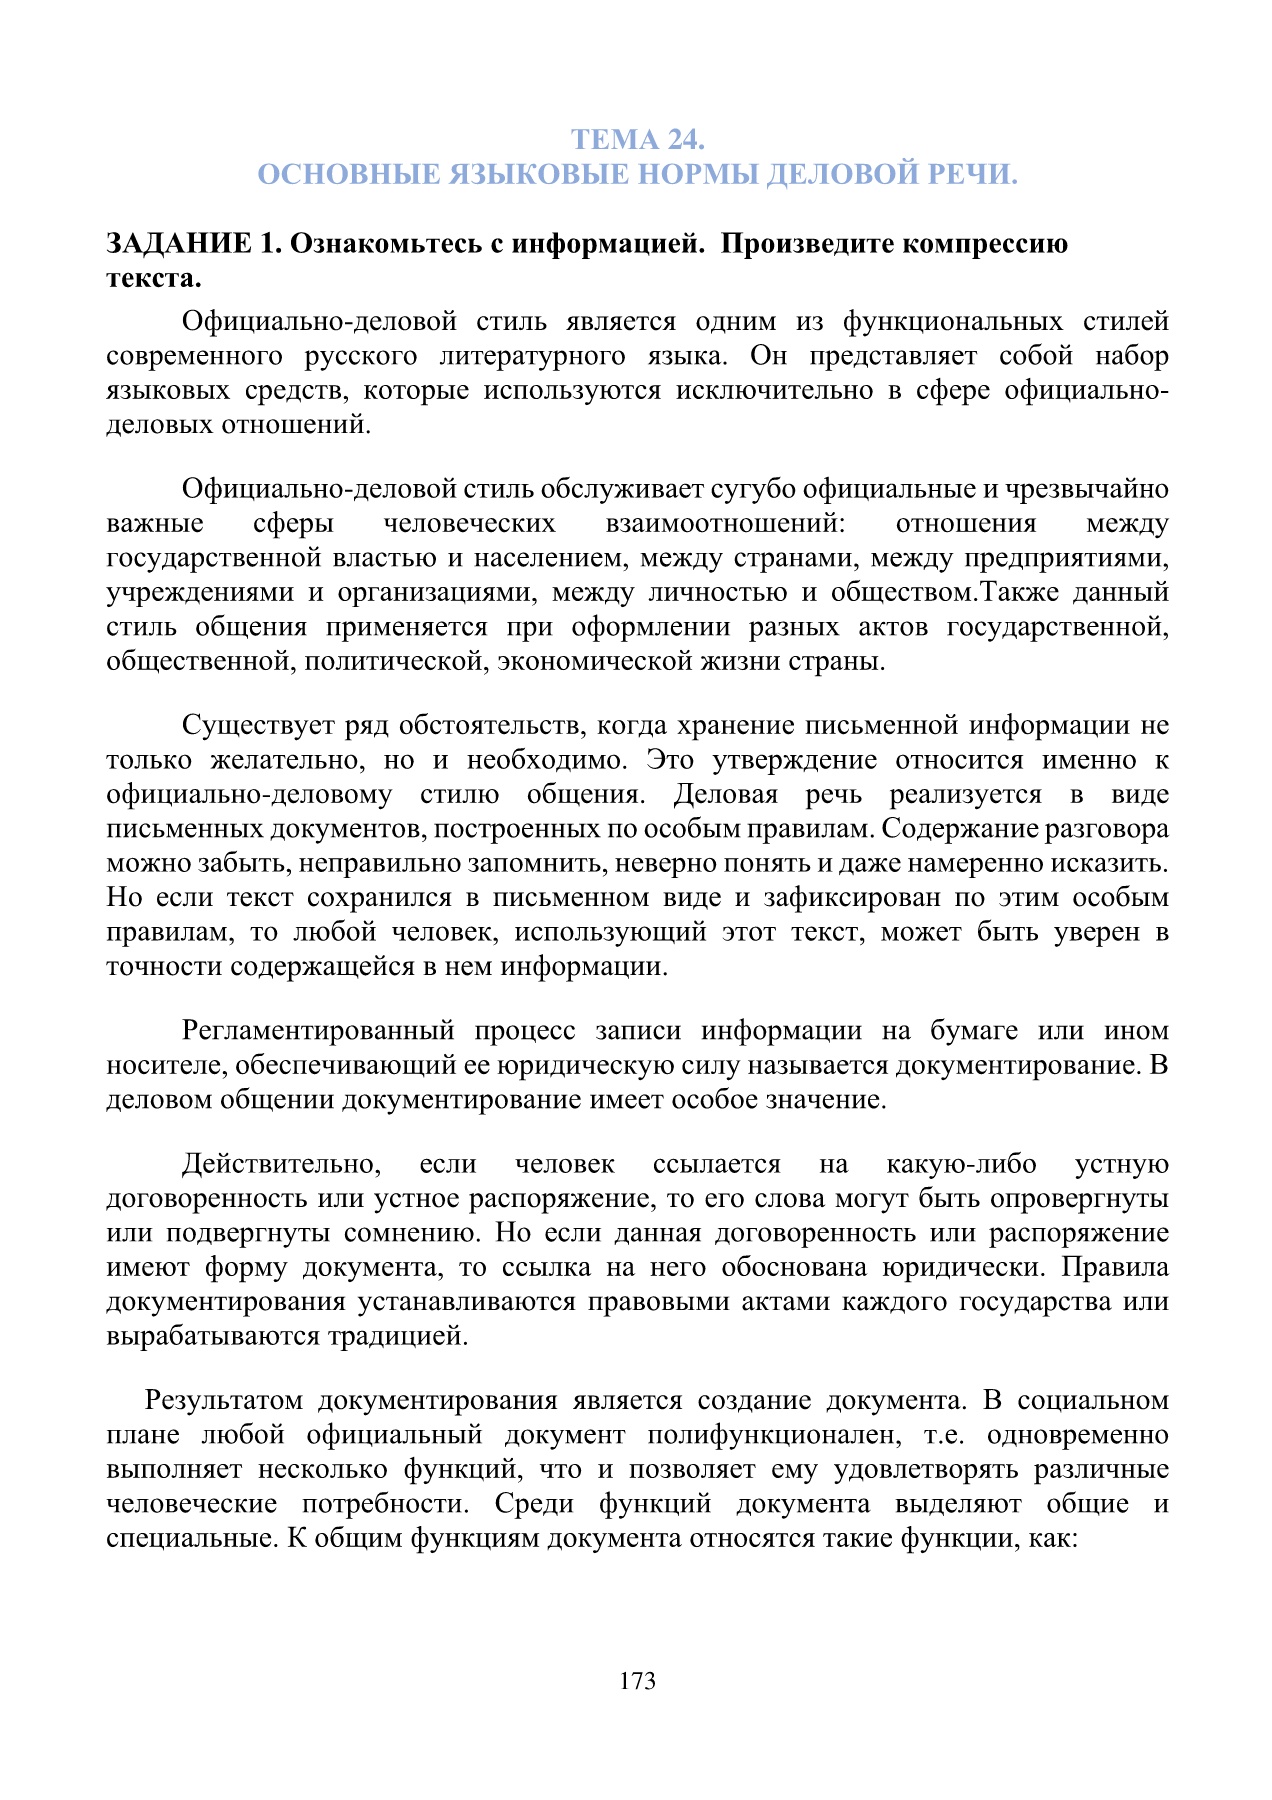 ТЕМА 24.
ОСНОВНЫЕ ЯЗЫКОВЫЕ НОРМЫ ДЕЛОВОЙ РЕЧИ.
ЗАДАНИЕ 1. Ознакомьтесь с информацией. Произведите компрессию
текста.
Официально-деловой стиль является одним из функциональных стилей
современного русского литературного языка. Он представляет собой набор
языковых средств, которые используются исключительно в сфере официально-
деловых отношений.
Официально-деловой стиль обслуживает сугубо официальные и чрезвычайно
важные сферы человеческих взаимоотношений: отношения между
государственной властью и населением, между странами, между предприятиями,
учреждениями и организациями, между личностью и обществом.Также данный
стиль общения применяется при оформлении разных актов государственной,
общественной, политической, экономической жизни страны.
Существует ряд обстоятельств, когда хранение письменной информации не
только желательно, но и необходимо. Это утверждение относится именно к
официально-деловому стилю общения. Деловая речь реализуется в виде
письменных документов, построенных по особым правилам. Содержание разговора
можно забыть, неправильно запомнить, неверно понять и даже намеренно исказить.
Но если текст сохранился в письменном виде и зафиксирован по этим особым
правилам, то любой человек, использующий этот текст, может быть уверен в
точности содержащейся в нем информации.
Регламентированный процесс записи информации на бумаге или ином
носителе, обеспечивающий ее юридическую силу называется документирование. В
деловом общении документирование имеет особое значение.
Действительно, если человек ссылается на какую-либо устную
договоренность или устное распоряжение, то его слова могут быть опровергнуты
или подвергнуты сомнению. Но если данная договоренность или распоряжение
имеют форму документа, то ссылка на него обоснована юридически. Правила
документирования устанавливаются правовыми актами каждого государства или
вырабатываются традицией.
Результатом документирования является создание документа. В социальном
плане любой официальный документ полифункционален, т.е. одновременно
выполняет несколько функций, что и позволяет ему удовлетворять различные
человеческие потребности. Среди функций документа выделяют общие и
специальные. К общим функциям документа относятся такие функции, как:
173